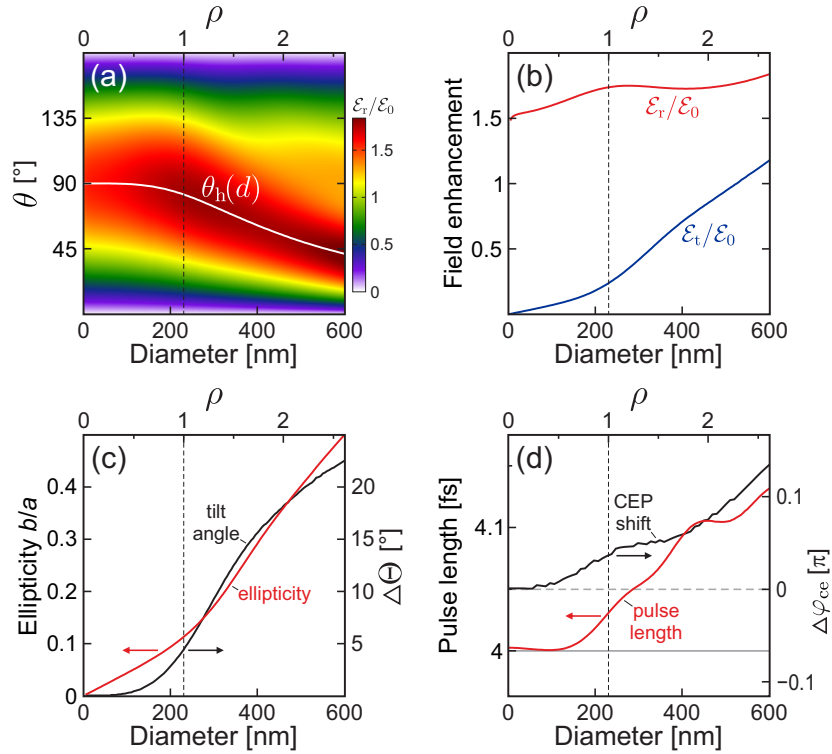 ρ
0 1 2
(a)
ℰr/ℰ0
135
90
45
θ [°]
θh(d)
1.5
1
0.5
0
0 200 400 600
Diameter [nm]
ρ
0 1 2
(b)
ℰr/ℰ0
ℰt/ℰ0
1.5
1
0.5
Field enhancement
0 200 400 600
Diameter [nm]
ρ
0 1 2
(c)
0.4
0.3
0.2
0.1
0
Ellipticity b/a
tilt
angle
ellipticity
20
15
10
5
ΔΘ [°]
0 200 400 600
Diameter [nm]
ρ
0 1 2
(d)
4.1
4
Pulse length [fs]
CEP
shift
pulse
length
0.1
0
−0.1
Δφce [π]
0 200 400 600
Diameter [nm]